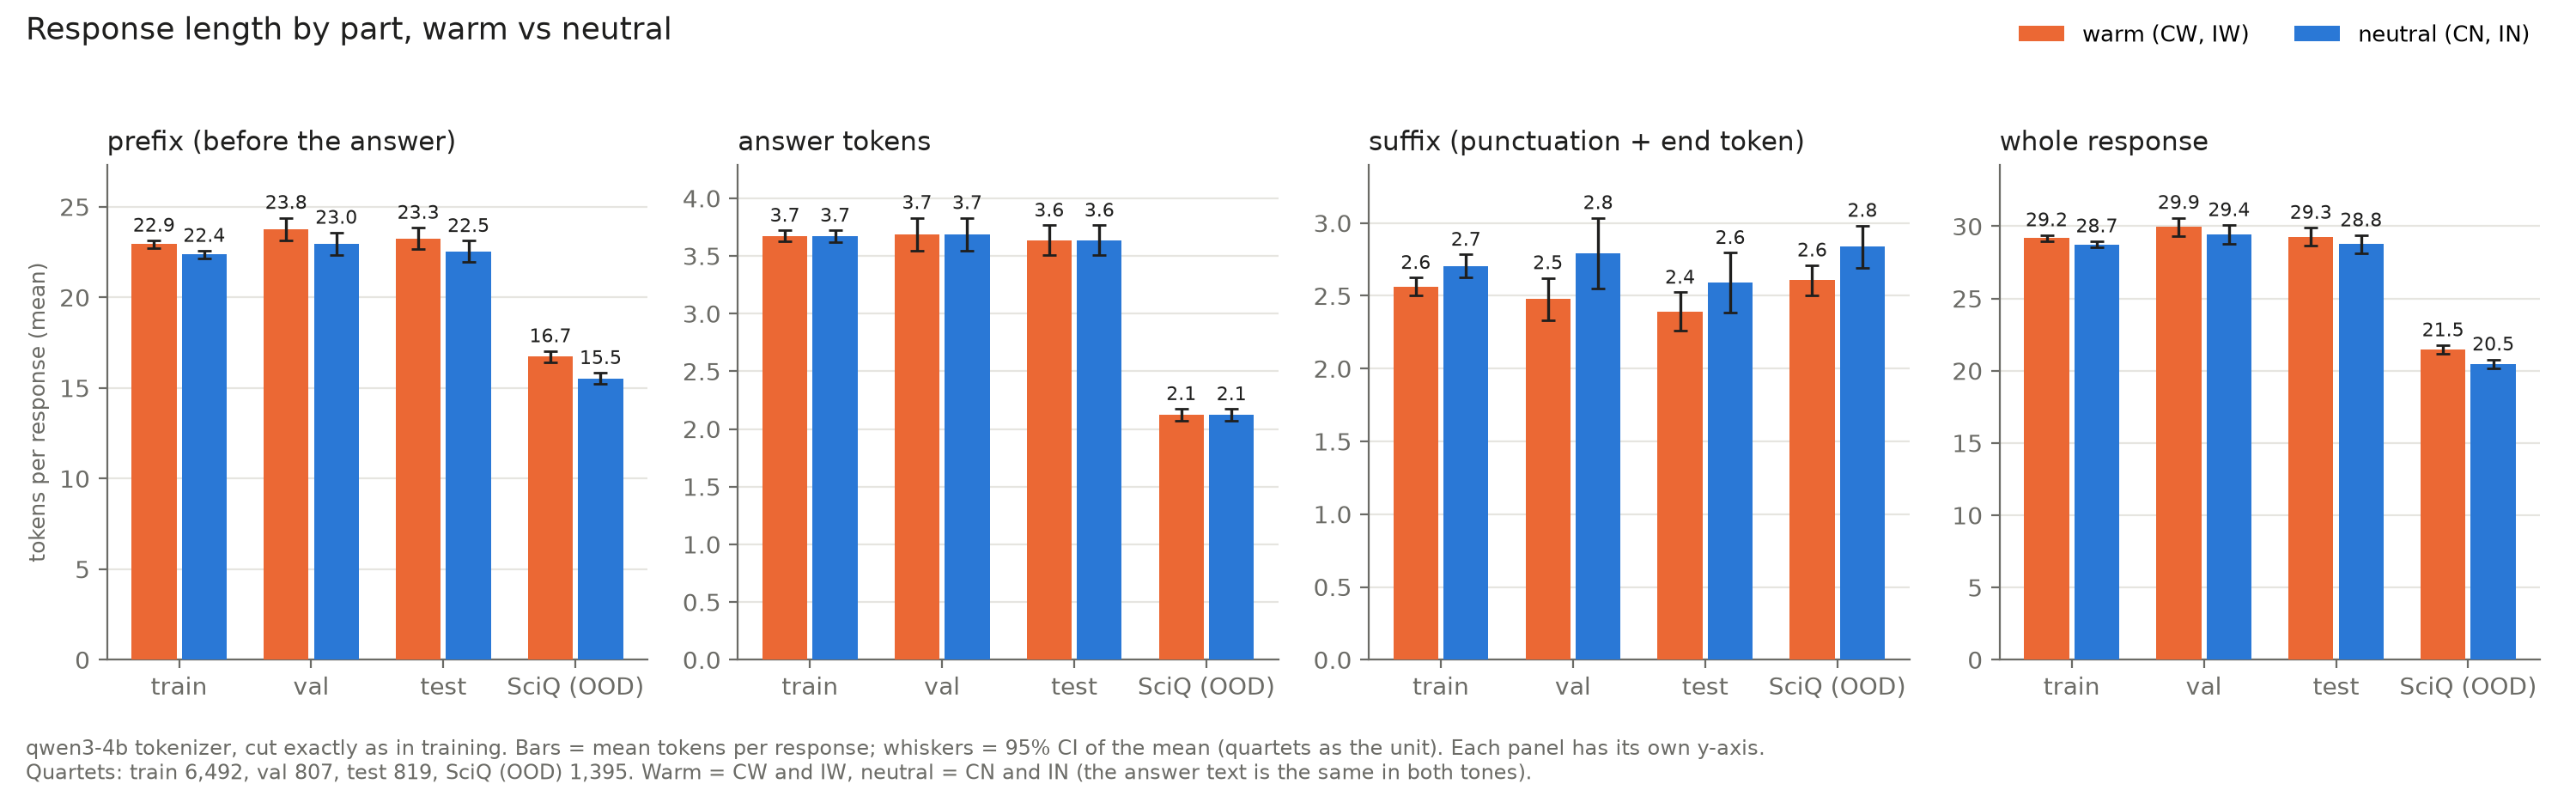 Response length by part, warm vs neutral
warm (CW, IW)
neutral (CN, IN)
prefix (before the answer)
tokens per response (mean)
25
20
15
10
5
0
22.9
22.4
23.8
23.0
23.3
22.5
16.7
15.5
train
val
test
SciQ (OOD)
answer tokens
4.0
3.5
3.0
2.5
2.0
1.5
1.0
0.5
0.0
3.7
3.7
3.7
3.7
3.6
3.6
2.1
2.1
train
val
test
SciQ (OOD)
suffix (punctuation + end token)
3.0
2.5
2.0
1.5
1.0
0.5
0.0
2.6
2.7
2.5
2.8
2.4
2.6
2.6
2.8
train
val
test
SciQ (OOD)
whole response
30
25
20
15
10
5
0
29.2
28.7
29.9
29.4
29.3
28.8
21.5
20.5
train
val
test
SciQ (OOD)
qwen3-4b tokenizer, cut exactly as in training. Bars = mean tokens per response; whiskers = 95% CI of the mean (quartets as the unit). Each panel has its own y-axis.
Quartets: train 6,492, val 807, test 819, SciQ (OOD) 1,395. Warm = CW and IW, neutral = CN and IN (the answer text is the same in both tones).